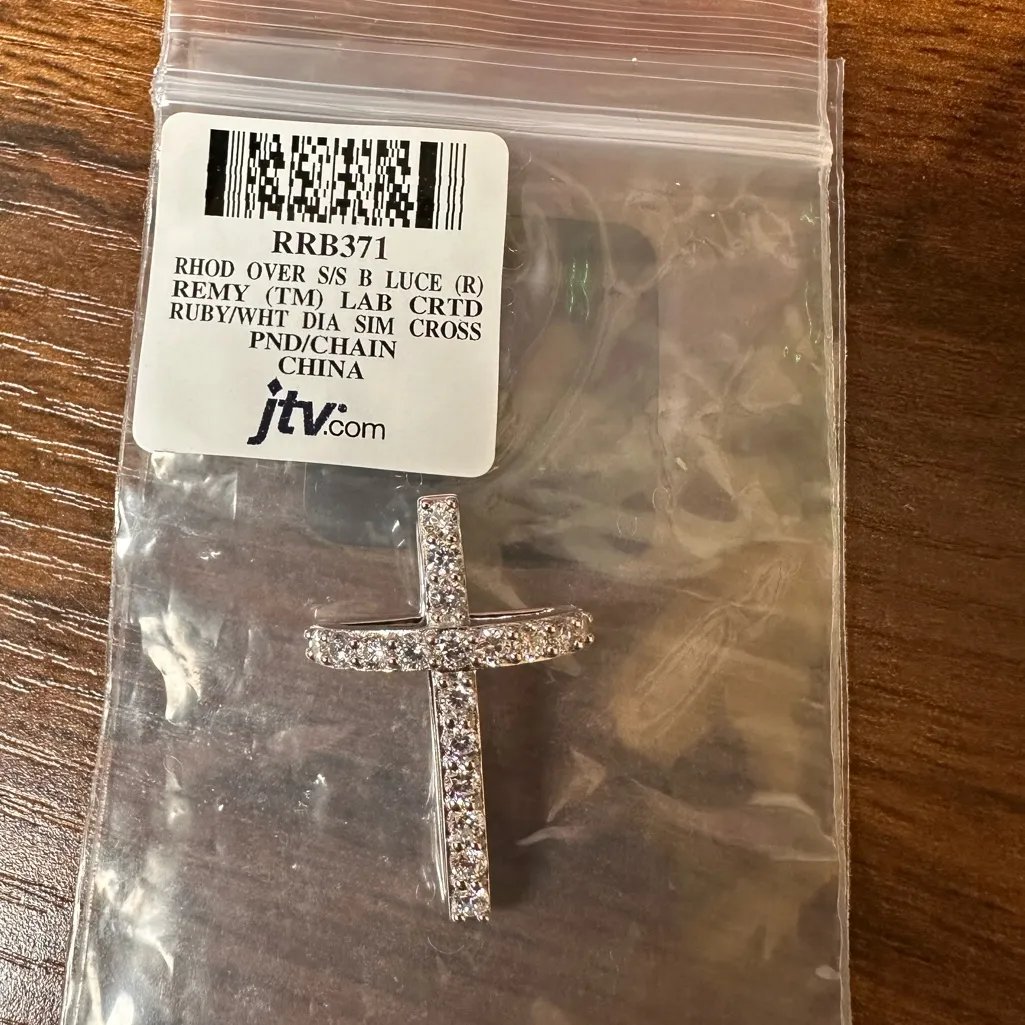 RRB371
RHOD OVER S/S B LUCE (R)
REMY (TM) LAB CRTD
RUBY/WHT DIA SIM CROSS
PND/CHAIN
CHINA
jtv.com